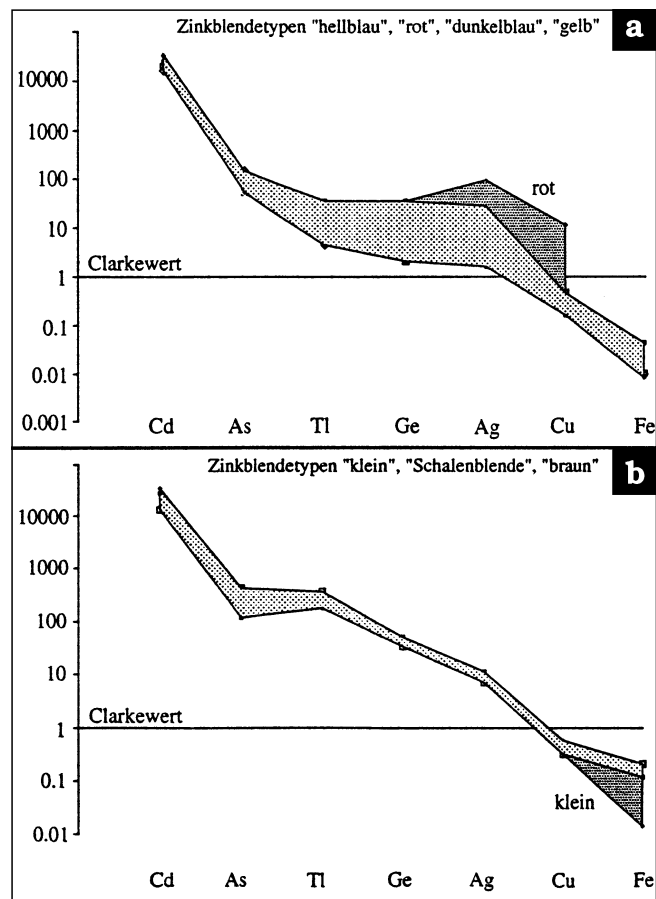 Zinkblendetypen "hellblau", "rot", "dunkelblau", "gelb"
a
10000
1000
100
rot
10
Clarkewert
1
0.1
0.01
0.001
Cd As Tl Ge Ag Cu Fe
Zinkblendetypen "klein", "Schalenblende", "braun"
b
10000
1000
100
10
Clarkewert
1
0.1
klein
0.01
Cd As Tl Ge Ag Cu Fe